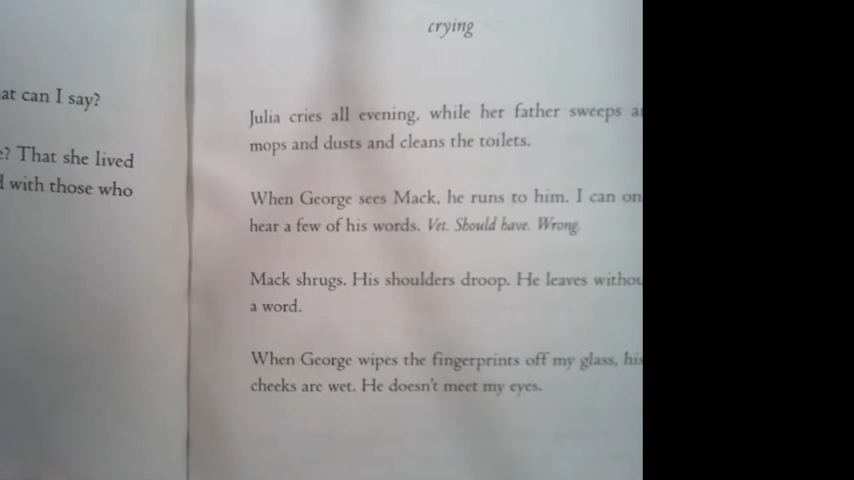 at can I say?
? That she lived
with those who
crying
Julia cries all evening, while her father sweeps
mops and dusts and cleans the toilets.
When George sees Mack, he runs to him. I can
hear a few of his words. Vet. Should have. Wrong.
Mack shrugs. His shoulders droop. He leaves
a word.
When George wipes the fingerprints off my glass, his
cheeks are wet. He doesn't meet my eyes.